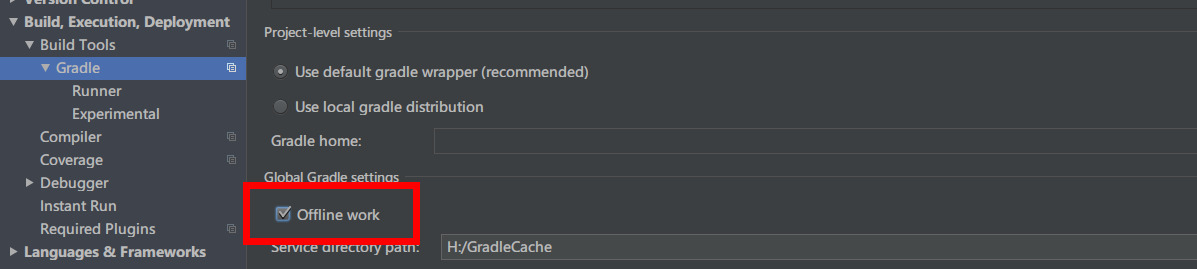 Version Control
Build, Execution, Deployment
Build Tools
Gradle
Runner
Experimental
Compiler
Coverage
Debugger
Instant Run
Required Plugins
Languages & Frameworks
Project-level settings
Use default gradle wrapper (recommended)
Use local gradle distribution
Gradle home:
Global Gradle settings
Offline work
Service directory path: H:/GradleCache